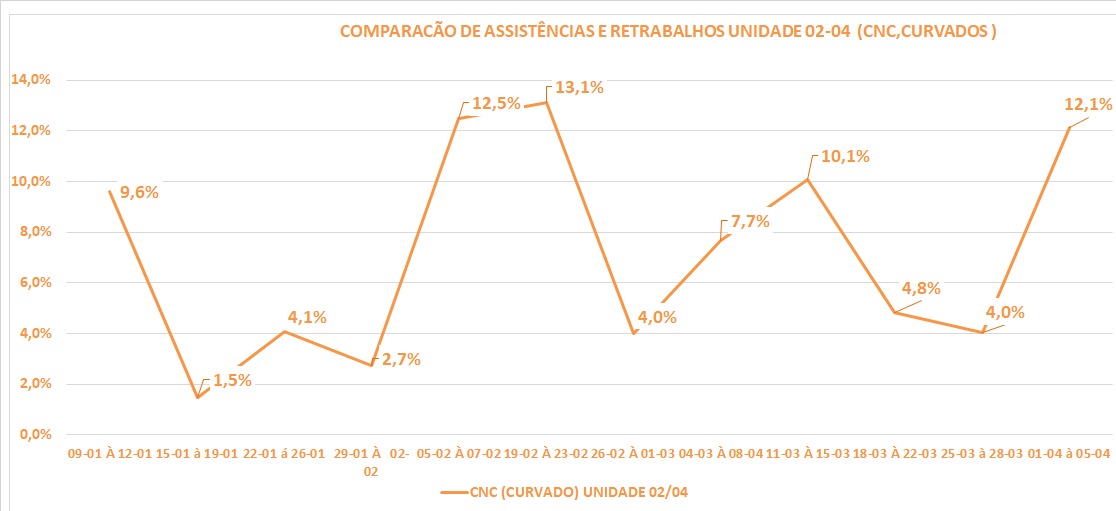 COMPARACÃO DE ASSISTÊNCIAS E RETRABALHOS UNIDADE 02-04 (CNC,CURVADOS )
14,0%
12,0%
10,0%
8,0%
6,0%
4,0%
2,0%
0,0%
9,6%
1,5%
4,1%
2,7%
12,5%
13,1%
4,0%
7,7%
10,1%
4,8%
4,0%
12,1%
09-01 À 12-01
15-01 à 19-01
22-01 á 26-01
29-01 À 02-
02
05-02 À 07-02
19-02 À 23-02
26-02 À 01-03
04-03 À 08-04
11-03 À 15-03
18-03 À 22-03
25-03 à 28-03
01-04 à 05-04
CNC (CURVADO) UNIDADE 02/04